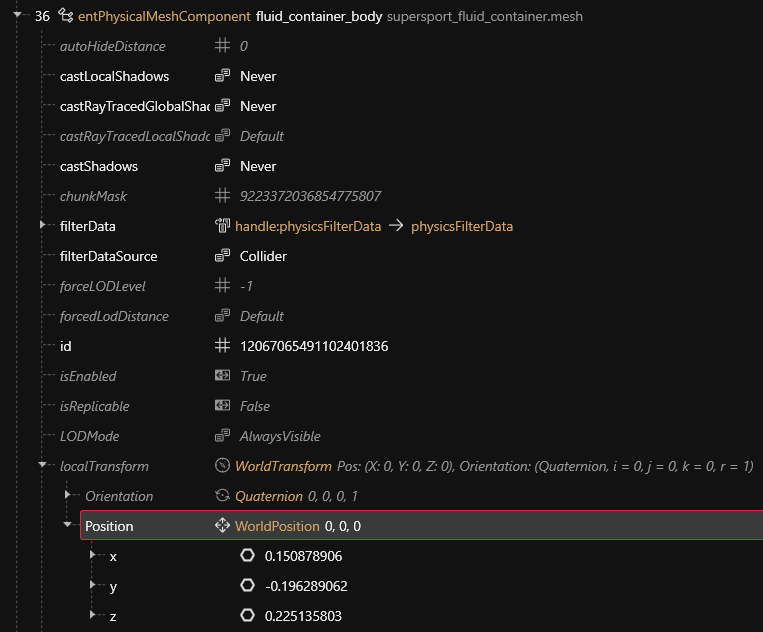 36 entPhysicalMeshComponent fluid_container_body supersport_fluid_container.mesh
autoHideDistance 0
castLocalShadows Never
castRayTracedGlobalShad Never
castRayTracedLocalShado Default
castShadows Never
chunkMask 9223372036854775807
filterData handle:physicsFilterData → physicsFilterData
filterDataSource Collider
forceLODLevel -1
forcedLodDistance Default
id 12067065491102401836
isEnabled True
isReplicable False
LODMode AlwaysVisible
localTransform WorldTransform Pos: (X: 0, Y: 0, Z: 0), Orientation: (Quaternion, i = 0, j = 0, k = 0, r = 1)
Orientation Quaternion 0, 0, 0, 1
Position WorldPosition 0, 0, 0
x 0.150878906
y -0.196289062
z 0.225135803